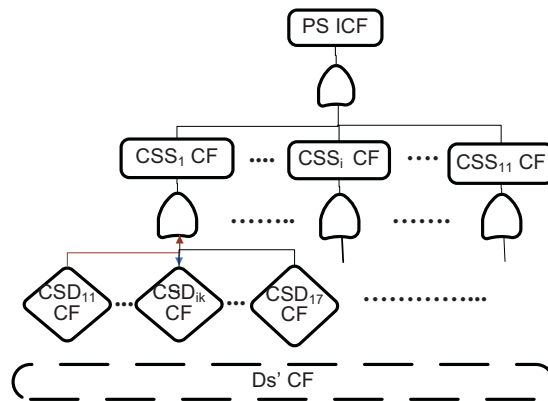 PS ICF
CSS₁ CF
CSSᵢ CF
CSS₁₁ CF
CSD₁₁ CF
CSDᵢₖ CF
CSD₁₇ CF
Ds' CF